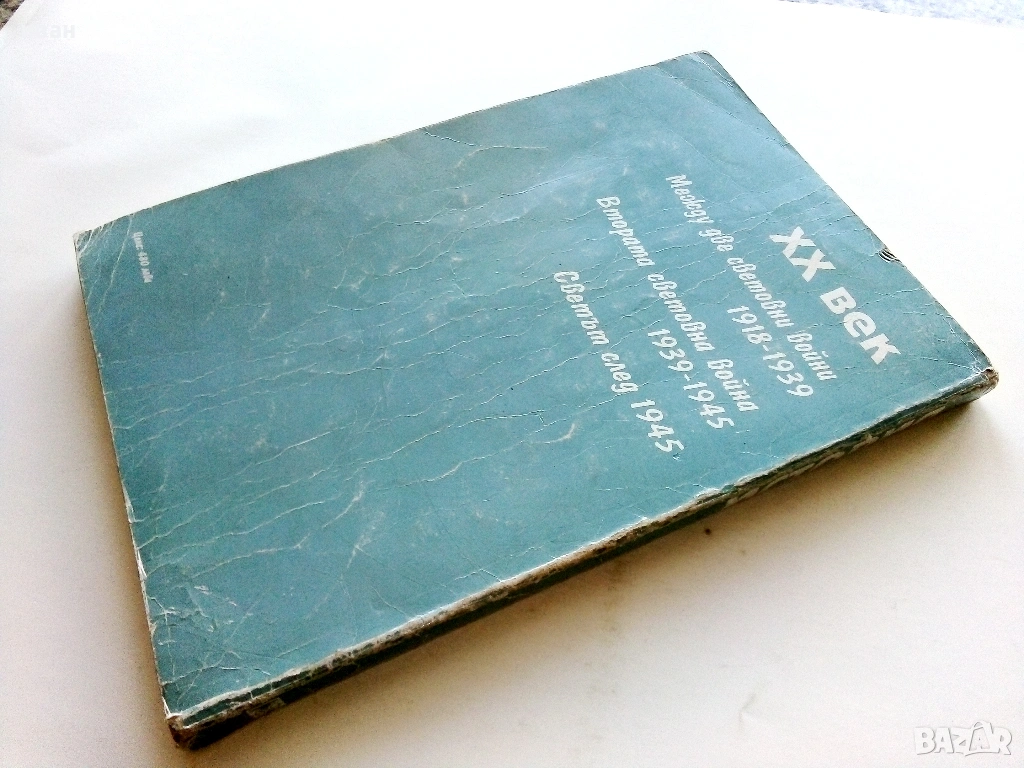 XX век
Между две световни войни
1918-1939
Втората световна война
1939-1945
Светът след 1945
BAZAR